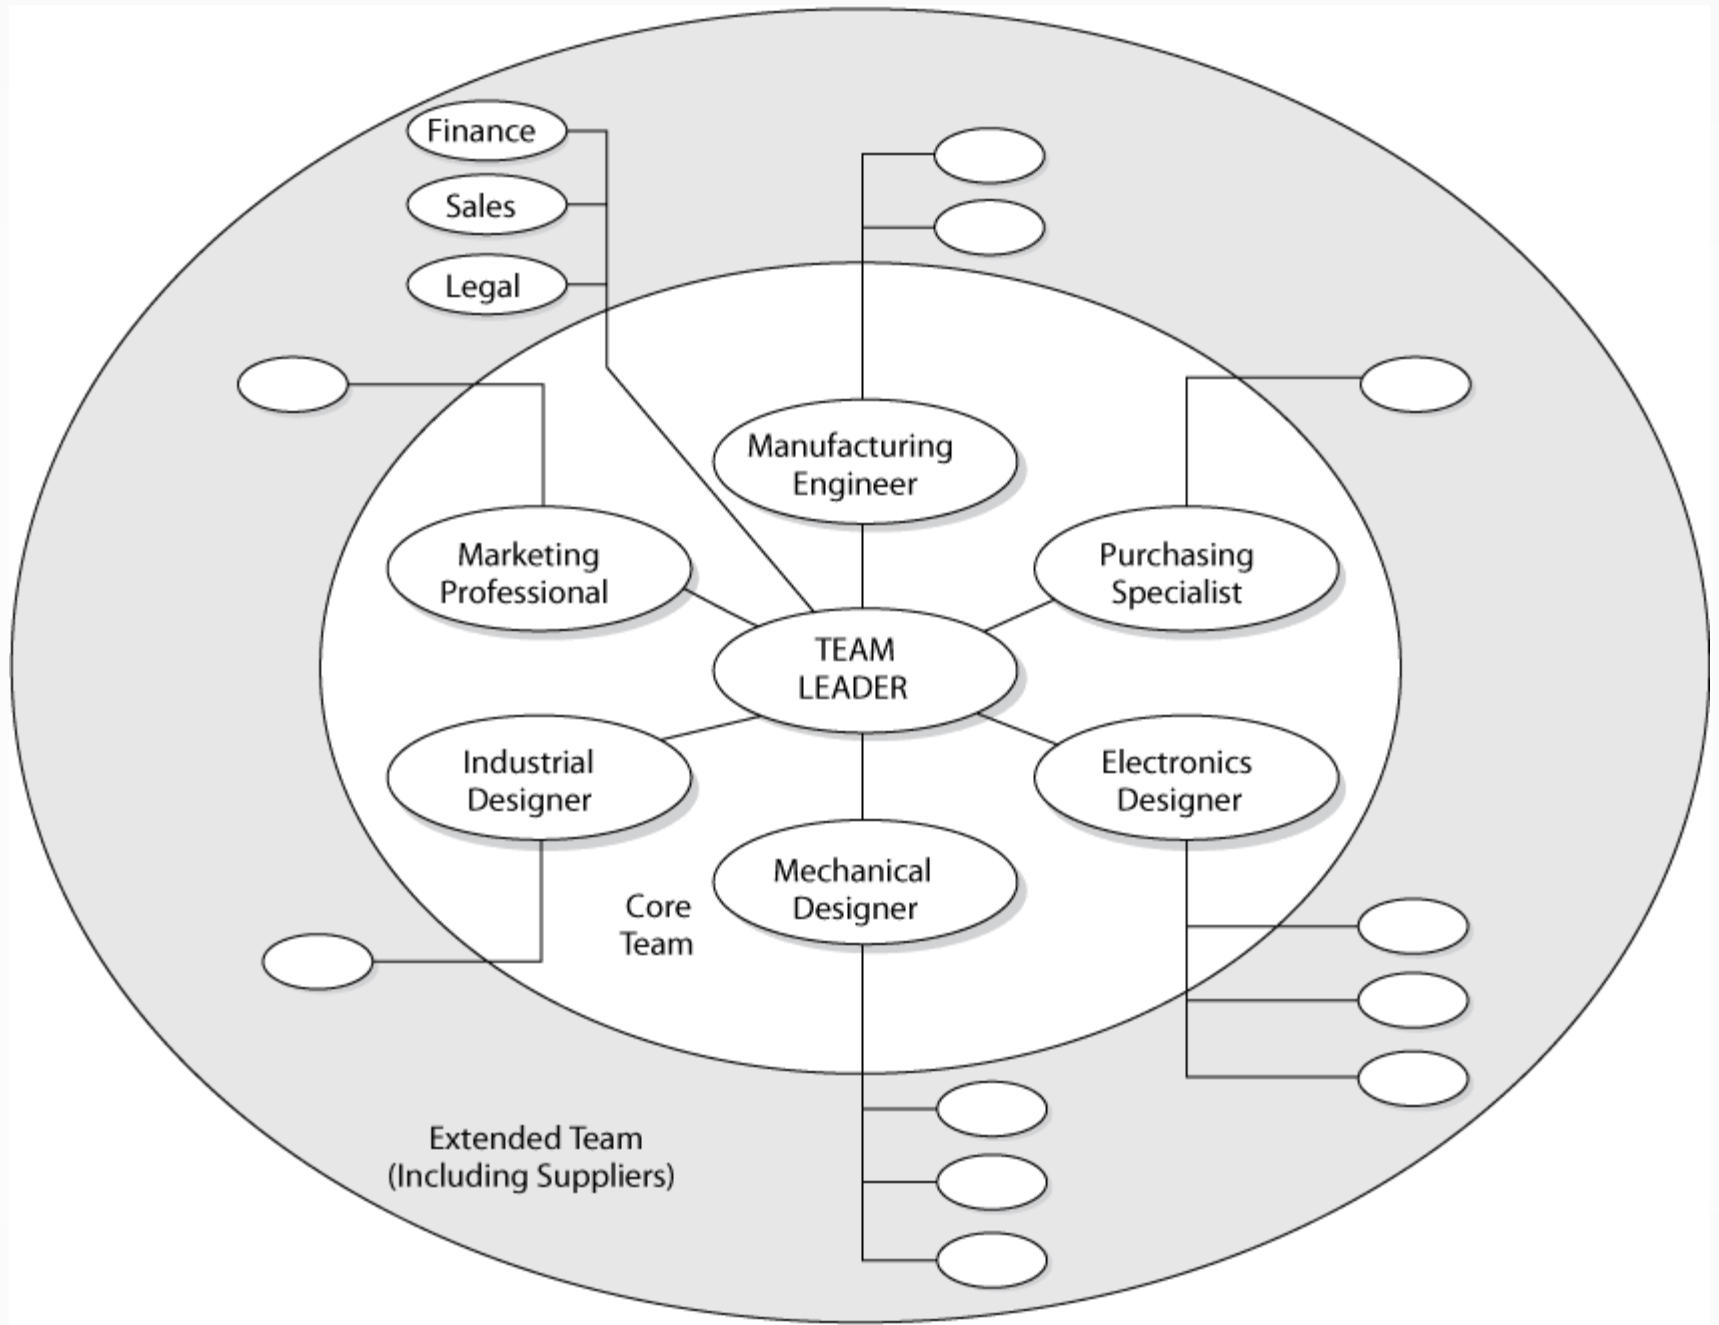 Finance
Sales
Legal
Manufacturing
Engineer
Marketing
Professional
Purchasing
Specialist
TEAM
LEADER
Industrial
Designer
Electronics
Designer
Mechanical
Designer
Core
Team
Extended Team
(Including Suppliers)